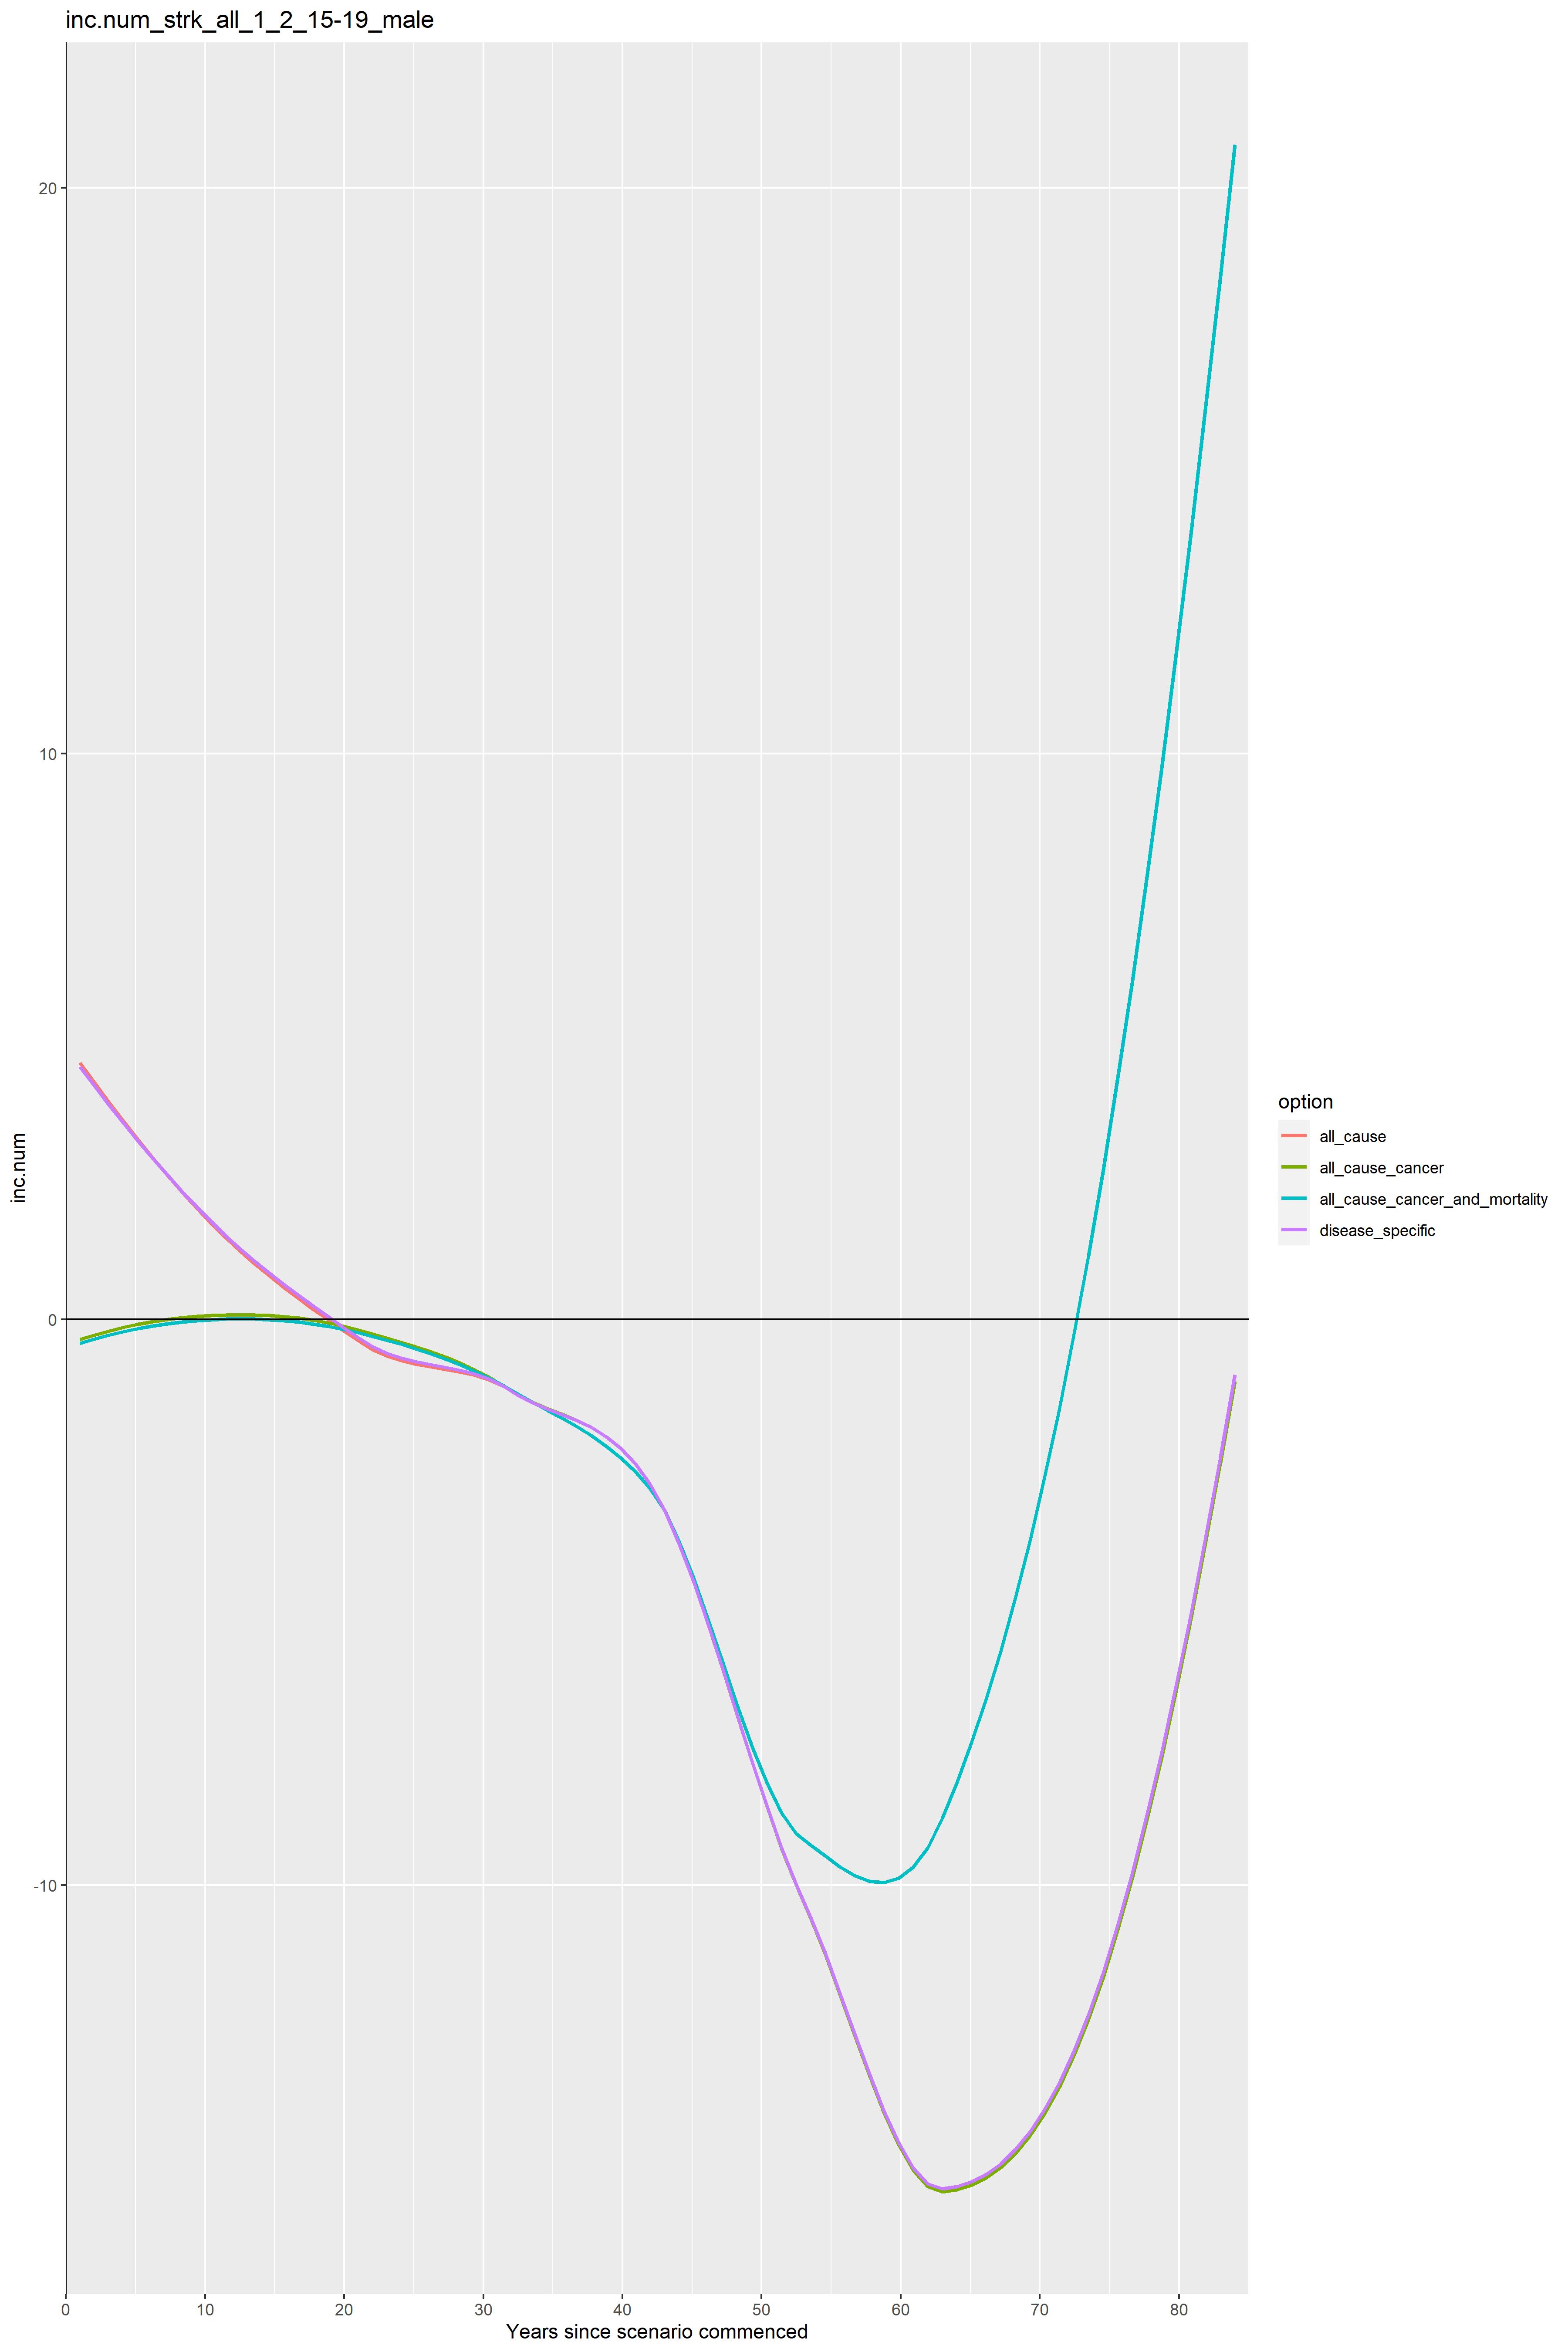 inc.num_strk_all_1_2_15-19_male
20
10
0
-10
inc.num
0 10 20 30 40 50 60 70 80
Years since scenario commenced
option
all_cause
all_cause_cancer
all_cause_cancer_and_mortality
disease_specific